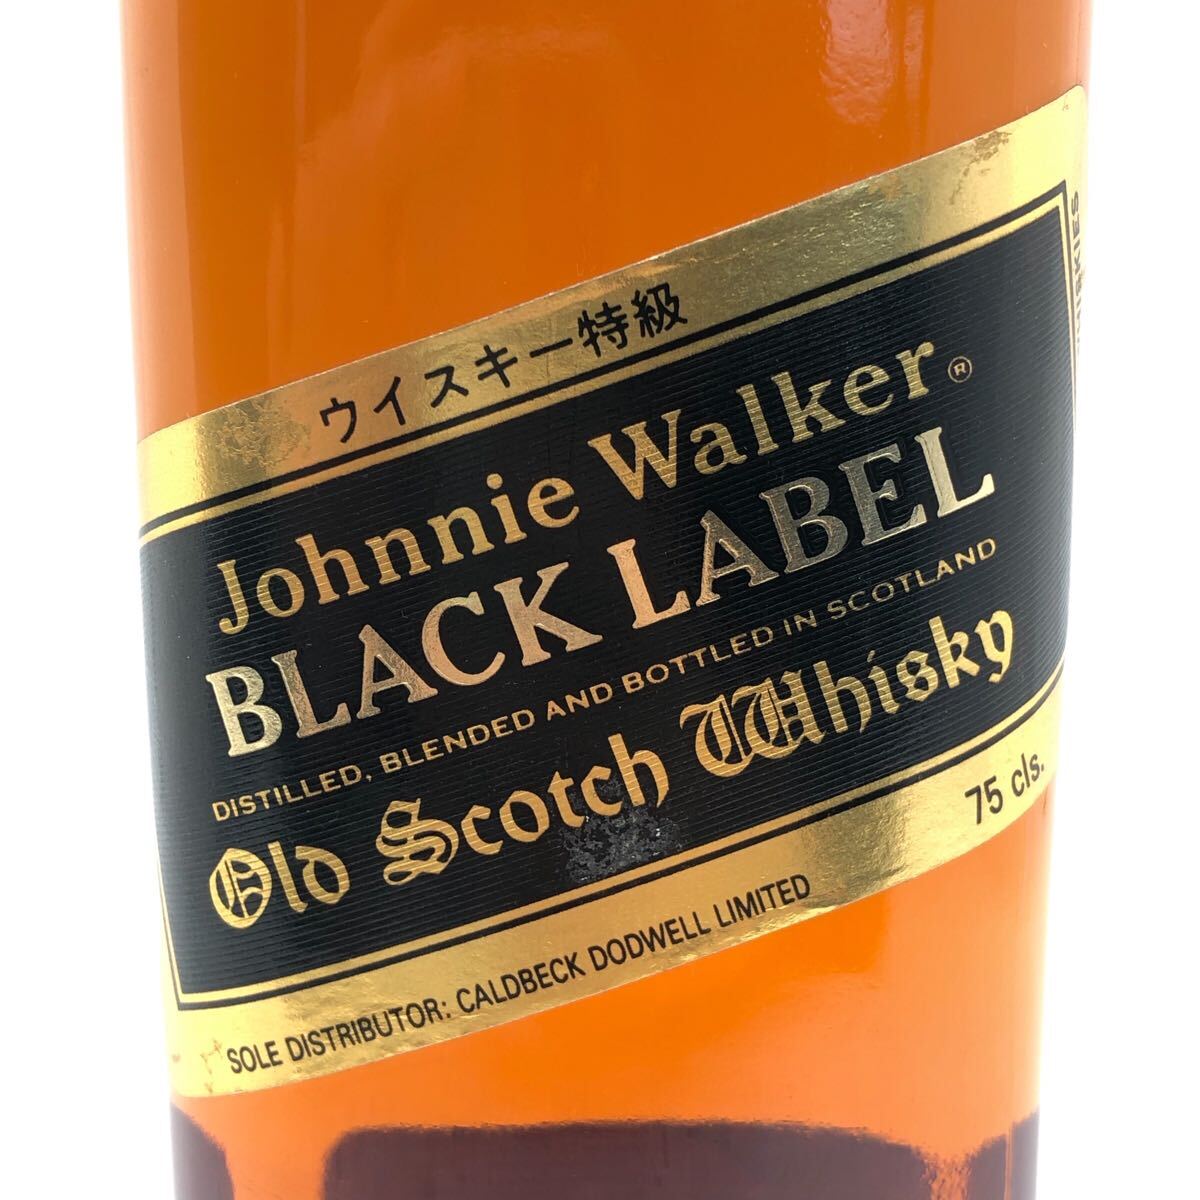 ウイスキー特級
Johnnie Walker®
BLACK LABEL
DISTILLED, BLENDED AND BOTTLED IN SCOTLAND
Old Scotch Whisky
75 cls.
SOLE DISTRIBUTOR: CALDBECK DODWELL LIMITED